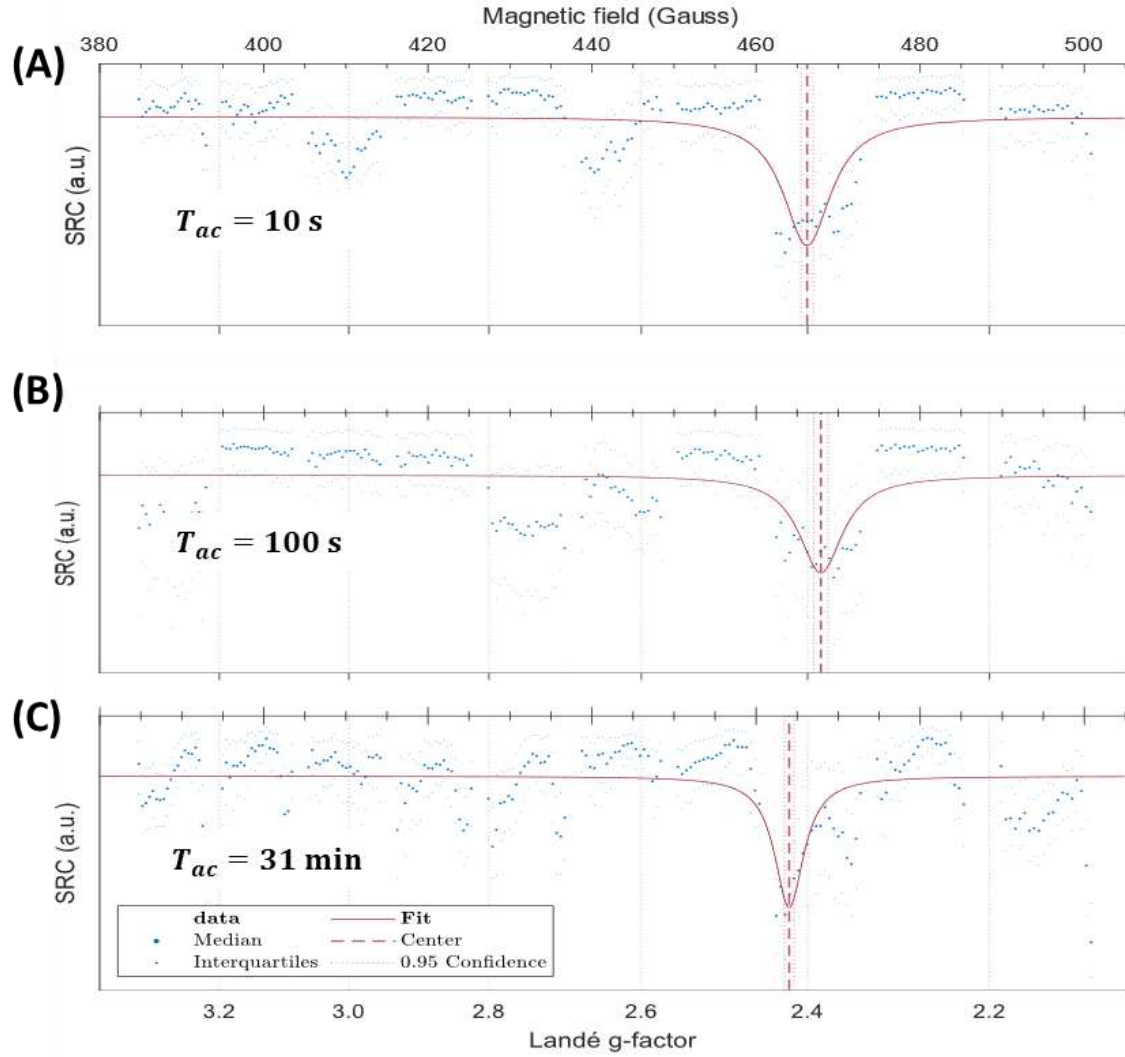 Magnetic field (Gauss)
380 400 420 440 460 480 500
(A)
SRC (a.u.)
T_ac = 10 s
(B)
SRC (a.u.)
T_ac = 100 s
(C)
SRC (a.u.)
T_ac = 31 min
data Fit
Median Center
Interquartiles 0.95 Confidence
3.2 3.0 2.8 2.6 2.4 2.2
Landé g-factor